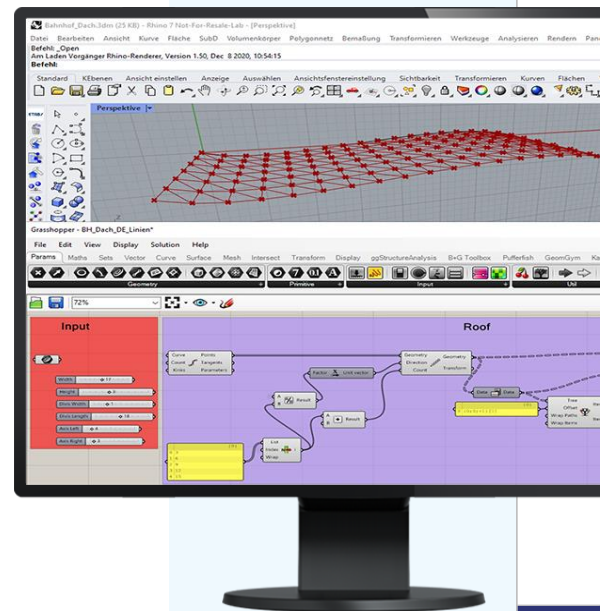 Bahnhof_Dach.3dm (25 KB) - Rhino 7 Not-For-Resale-Lab - [Perspektive]
Datei Bearbeiten Ansicht Kurve Fläche SubD Volumenkörper Polygonnetz Bemaßung Transformieren Werkzeuge Analysieren Rendern
Befehl: _Open
Am Laden Vorgänger Rhino-Renderer, Version 1.50, Dec 8 2020, 10:54:15
Befehl:
Standard KEbenen Ansicht einstellen Anzeige Auswählen Ansichtsfenstereinstellung Sichtbarkeit Transformieren Kurven Flächen
Perspektive
Grasshopper - BH_Dach_DE_Linien*
File Edit View Display Solution Help
Params Maths Sets Vector Curve Surface Mesh Intersect Transform Display ggStructureAnalysis B+G Toolbox Pufferfish GeomGym
Geometry Primitive Input Util
72%
Input Roof
Curve Points
Count Tangents
Kinks Parameters
Geometry Geometry
Direction Transform
Count
Factor Unit vector
Width 17
Height
Divs Width
Divs Length
Axis Left
Axis Right
A B Result
A B Result
Data Data
List
Index i
Wrap
Tree
Offset
Wrap Paths
Wrap Items